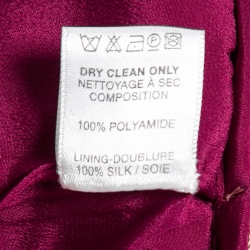 DRY CLEAN ONLY
NETTOYAGE À SEC
COMPOSITION
100% POLYAMIDE
LINING-DOUBLURE
100% SILK / SOIE